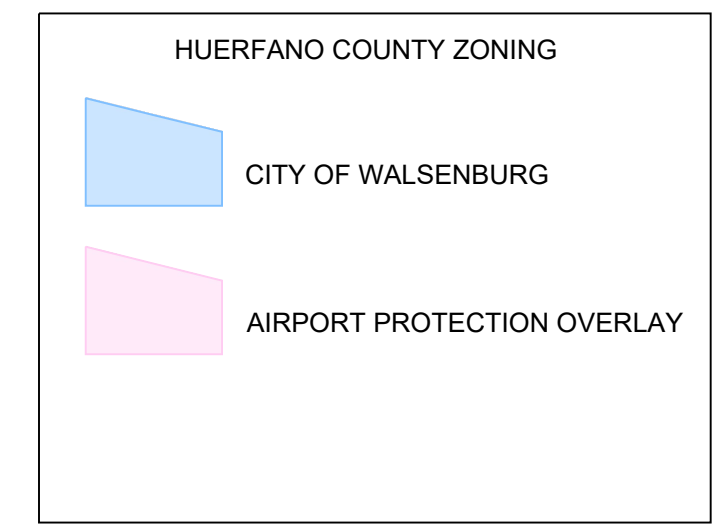 HUERFANO COUNTY ZONING
CITY OF WALSENBURG
AIRPORT PROTECTION OVERLAY